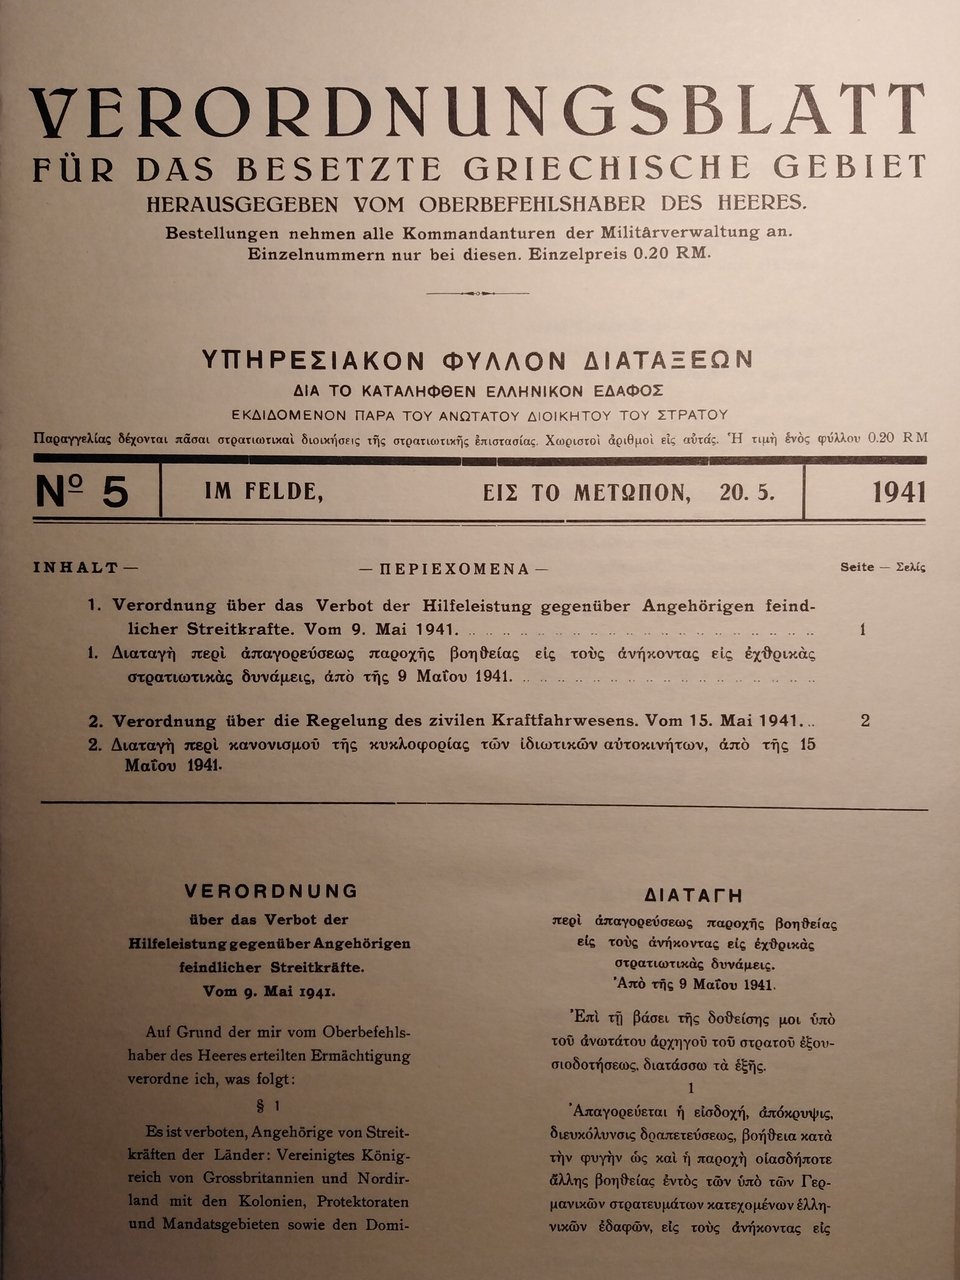 VERORDNUNGSBLATT
FÜR DAS BESETZTE GRIECHISCHE GEBIET
HERAUSGEGEBEN VOM OBERBEFEHLSHABER DES HEERES.
Bestellungen nehmen alle Kommandanturen der Militârverwaltung an.
Einzelnummern nur bei diesen. Einzelpreis 0.20 RM.
ΥΠΗΡΕΣΙΑΚΟΝ ΦΥΛΛΟΝ ΔΙΑΤΑΞΕΩΝ
ΔΙΑ ΤΟ ΚΑΤΑΛΗΦΘΕΝ ΕΛΛΗΝΙΚΟΝ ΕΔΑΦΟΣ
ΕΚΔΙΔΟΜΕΝΟΝ ΠΑΡΑ ΤΟΥ ΑΝΩΤΑΤΟΥ ΔΙΟΙΚΗΤΟΥ ΤΟΥ ΣΤΡΑΤΟΥ
Παραγγελίας δέχονται πᾶσαι στρατιωτικαὶ διοικήσεις τῆς στρατιωτικῆς ἐπιστασίας. Χωριστοὶ ἀριθμοὶ εἰς αὐτάς. Ἡ τιμὴ ἑνὸς φύλλου 0.20 RM
Nº 5 IM FELDE, ΕΙΣ ΤΟ ΜΕΤΩΠΟΝ, 20. 5. 1941
INHALT — — ΠΕΡΙΕΧΟΜΕΝΑ — Seite — Σελίς
1. Verordnung über das Verbot der Hilfeleistung gegenüber Angehörigen feind-
licher Streitkrafte. Vom 9. Mai 1941. 1
1. Διαταγὴ περὶ ἀπαγορεύσεως παροχῆς βοηθείας εἰς τοὺς ἀνήκοντας εἰς ἐχθρικὰς
στρατιωτικὰς δυνάμεις, ἀπὸ τῆς 9 Μαΐου 1941.
2. Verordnung über die Regelung des zivilen Kraftfahrwesens. Vom 15. Mai 1941... 2
2. Διαταγὴ περὶ κανονισμοῦ τῆς κυκλοφορίας τῶν ἰδιωτικῶν αὐτοκινήτων, ἀπὸ τῆς 15
Μαΐου 1941.
VERORDNUNG
über das Verbot der
Hilfeleistung gegenüber Angehörigen
feindlicher Streitkräfte.
Vom 9. Mai 1941.
Auf Grund der mir vom Oberbefehls-
haber des Heeres erteilten Ermächtigung
verordne ich, was folgt:
§ 1
Es ist verboten, Angehörige von Streit-
kräften der Länder: Vereinigtes König-
reich von Grossbritannien und Nordir-
land mit den Kolonien, Protektoraten
und Mandatsgebieten sowie den Domi-
ΔΙΑΤΑΓΗ
περὶ ἀπαγορεύσεως παροχῆς βοηθείας
εἰς τοὺς ἀνήκοντας εἰς ἐχθρικὰς
στρατιωτικὰς δυνάμεις.
Ἀπὸ τῆς 9 Μαΐου 1941.
Ἐπὶ τῇ βάσει τῆς δοθείσης μοι ὑπὸ
τοῦ ἀνωτάτου ἀρχηγοῦ τοῦ στρατοῦ ἐξου-
σιοδοτήσεως, διατάσσω τὰ ἑξῆς.
1
Ἀπαγορεύεται ἡ εἰσδοχή, ἀπόκρυψις,
διευκόλυνσις δραπετεύσεως, βοήθεια κατὰ
τὴν φυγὴν ὡς καὶ ἡ παροχὴ οἱασδήποτε
ἄλλης βοηθείας ἐντὸς τῶν ὑπὸ τῶν Γερ-
μανικῶν στρατευμάτων κατεχομένων ἑλλη-
νικῶν ἐδαφῶν, εἰς τοὺς ἀνήκοντας εἰς